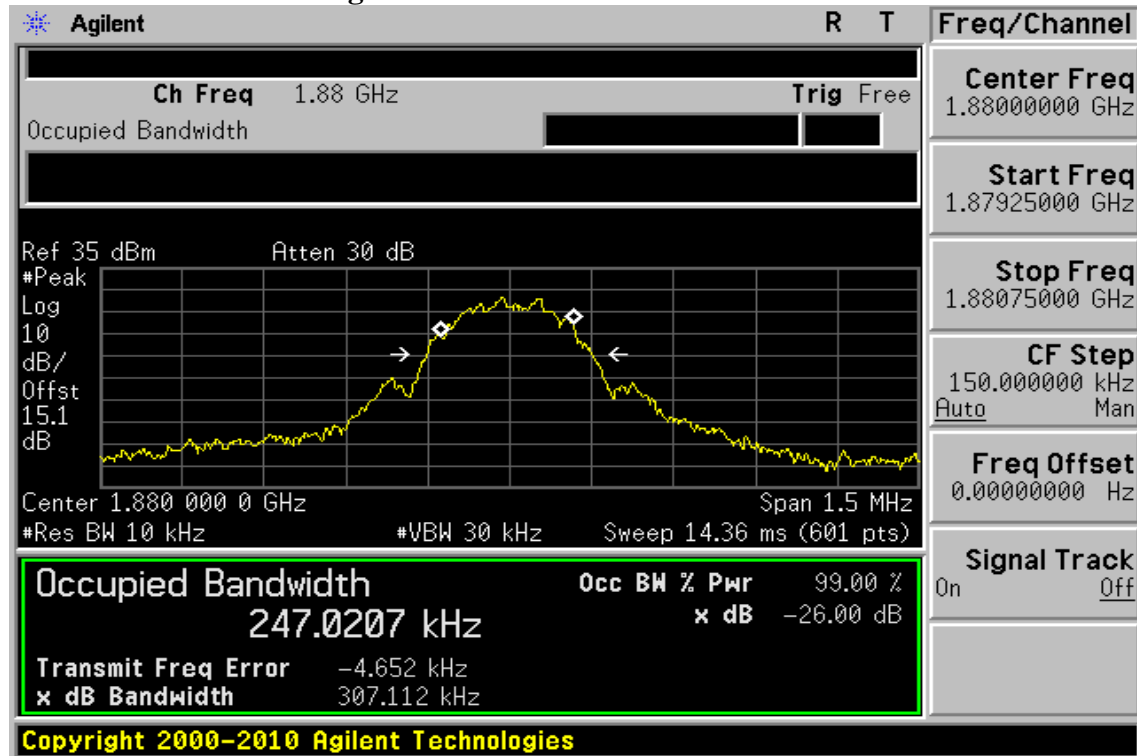 Agilent R T
Freq/Channel
Ch Freq 1.88 GHz Trig Free
Occupied Bandwidth
Center Freq
1.88000000 GHz
Start Freq
1.87925000 GHz
Stop Freq
1.88075000 GHz
CF Step
150.000000 kHz
Auto Man
Freq Offset
0.00000000 Hz
Signal Track
On Off
Ref 35 dBm Atten 30 dB
#Peak
Log
10
dB/
Offst
15.1
dB
Center 1.880 000 0 GHz Span 1.5 MHz
#Res BW 10 kHz #VBW 30 kHz Sweep 14.36 ms (601 pts)
Occupied Bandwidth
247.0207 kHz
Occ BW % Pwr 99.00 %
x dB -26.00 dB
Transmit Freq Error -4.652 kHz
x dB Bandwidth 307.112 kHz
Copyright 2000-2010 Agilent Technologies